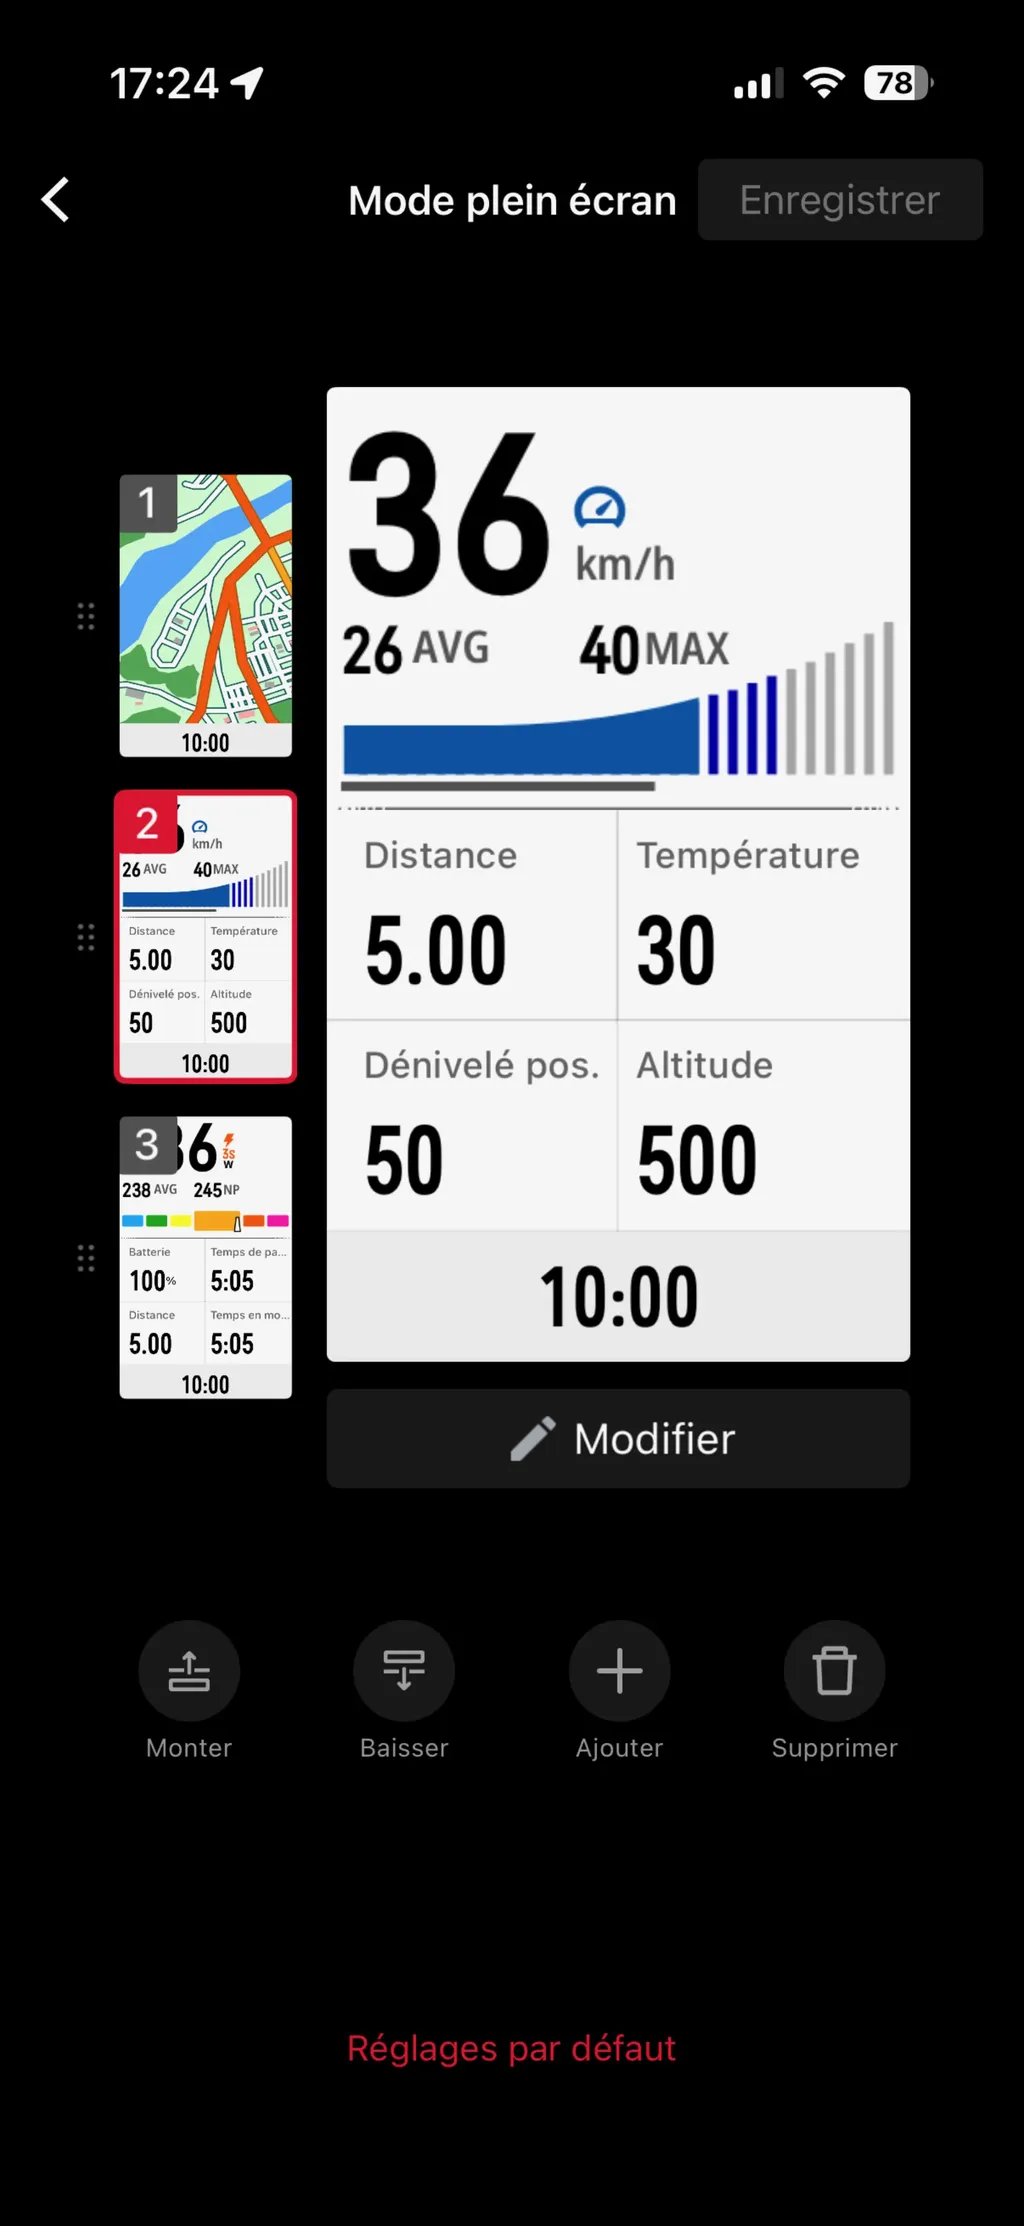 17:24
78
Mode plein écran
Enregistrer
1
10:00
2
km/h
26 AVG
40 MAX
Distance
Température
5.00
30
Dénivelé pos.
Altitude
50
500
10:00
3
6
3S
W
238 AVG
245 NP
Batterie
Temps de pa...
100%
5:05
Distance
Temps en mo...
5.00
5:05
10:00
36
km/h
26 AVG
40 MAX
Distance
Température
5.00
30
Dénivelé pos.
Altitude
50
500
10:00
Modifier
Monter
Baisser
Ajouter
Supprimer
Réglages par défaut